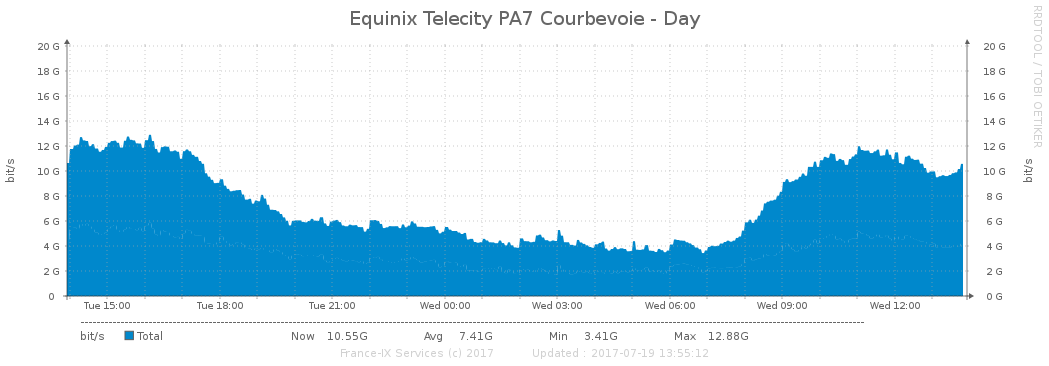 Equinix Telecity PA7 Courbevoie - Day
RRDTOOL / TOBI OETIKER
bit/s
20 G
18 G
16 G
14 G
12 G
10 G
8 G
6 G
4 G
2 G
0
20 G
18 G
16 G
14 G
12 G
10 G
8 G
6 G
4 G
2 G
0 G
bit/s
Tue 15:00 Tue 18:00 Tue 21:00 Wed 00:00 Wed 03:00 Wed 06:00 Wed 09:00 Wed 12:00
bit/s Total Now 10.55G Avg 7.41G Min 3.41G Max 12.88G
France-IX Services (c) 2017 Updated : 2017-07-19 13:55:12